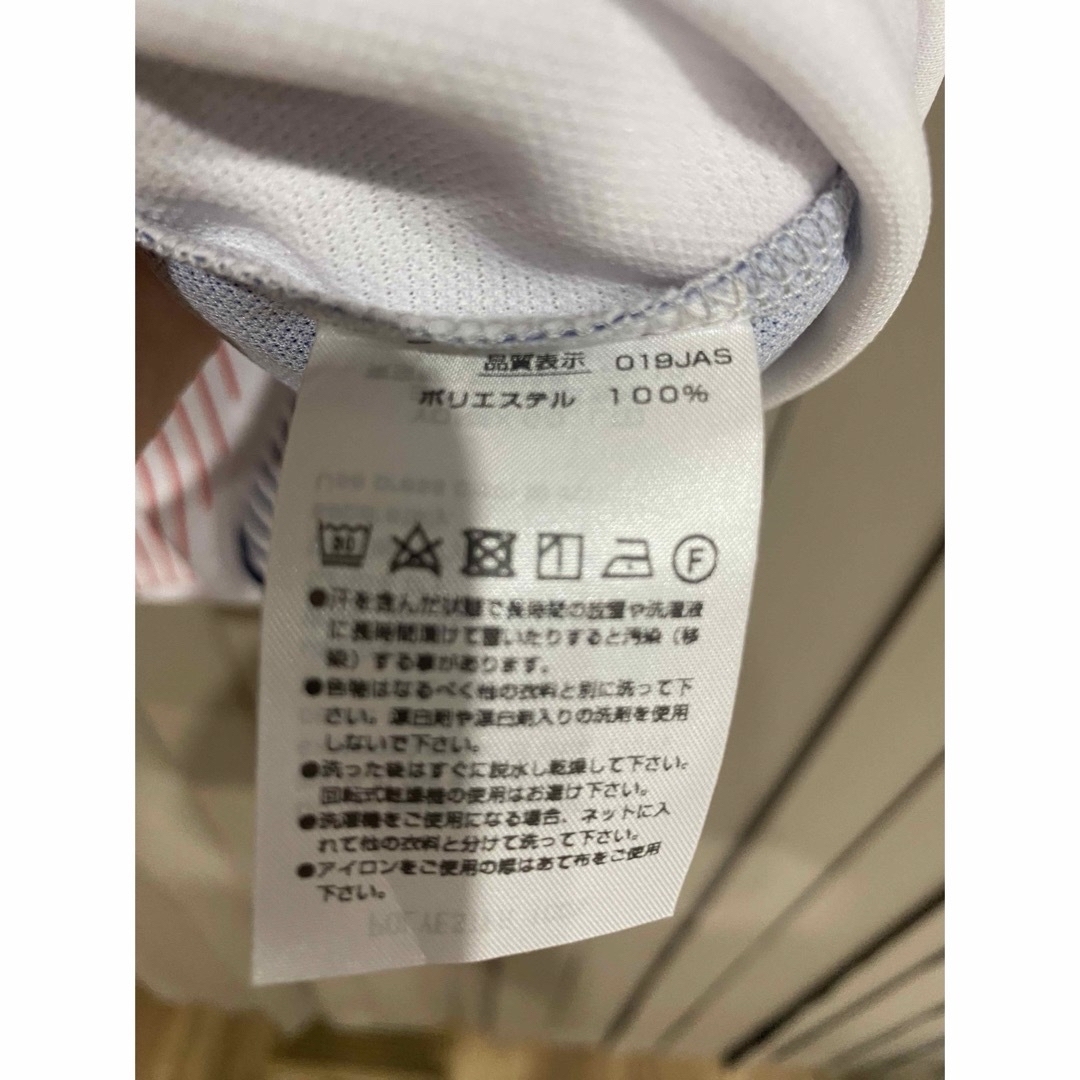 品質表示 019JAS
ポリエステル 100%
Use press
30
F
●汗を含んだ状態で長時間の放置や洗濯液
に長時間漬けて置いたりすると汚染（移
染）する事があります。
●色物はなるべく他の衣料と別に洗って下
さい。漂白剤や漂白剤入りの洗剤を使用
しないで下さい。
●洗った後はすぐに脱水し乾燥して下さい。
回転式乾燥機の使用はお避け下さい。
●洗濯機をご使用になる場合、ネットに入
れて他の衣料と分けて洗って下さい。
●アイロンをご使用の際はあて布をご使用
下さい。